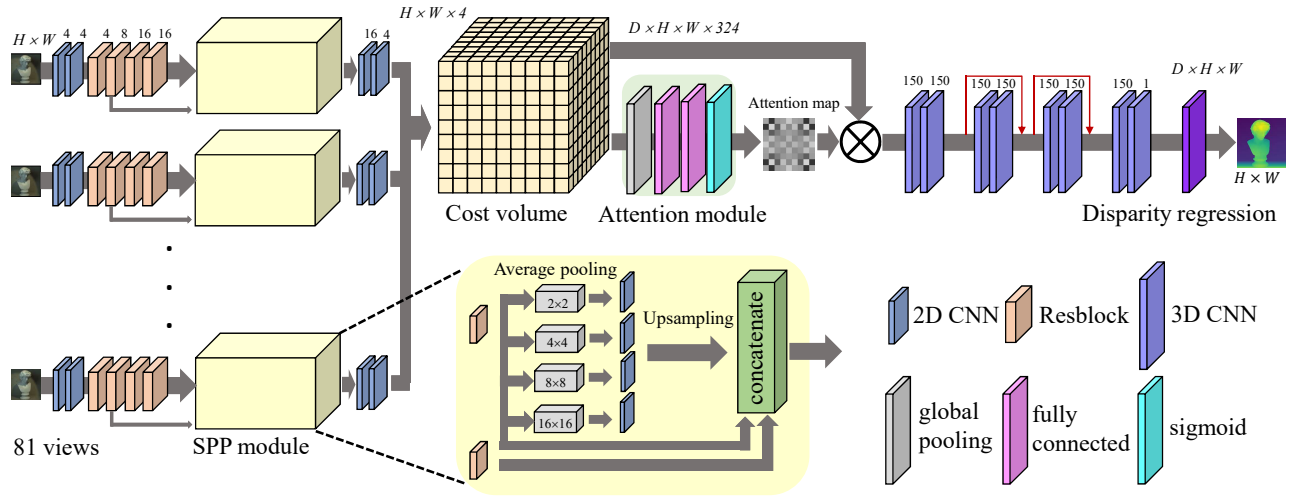 H × W
4 4 4 8 16 16
16 4
H × W × 4
D × H × W × 324
Attention map
150 150
150 150
150 150
150 1
D × H × W
H × W
Cost volume
Attention module
Disparity regression
Average pooling
2×2
4×4
8×8
16×16
Upsampling
concatenate
81 views
SPP module
2D CNN
Resblock
3D CNN
global
pooling
fully
connected
sigmoid